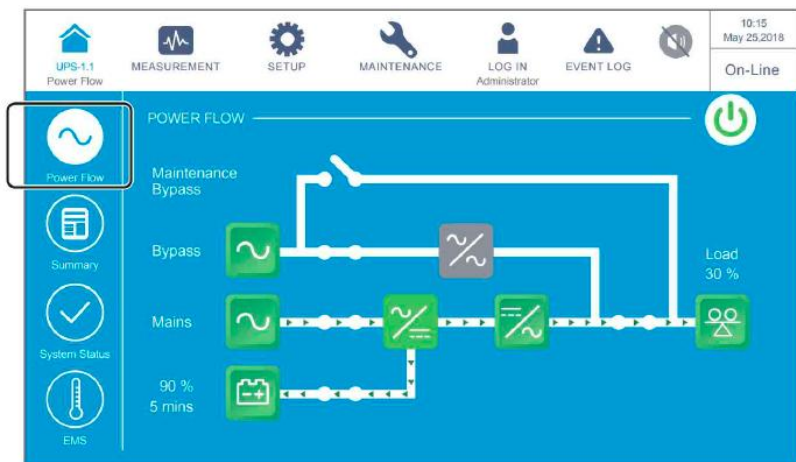 UPS-1.1
Power Flow
MEASUREMENT
SETUP
MAINTENANCE
LOG IN
Administrator
EVENT LOG
10:15
May 25,2018
On-Line
Power Flow
Summary
System Status
EMS
POWER FLOW
Maintenance
Bypass
Bypass
Mains
90 %
5 mins
Load
30 %